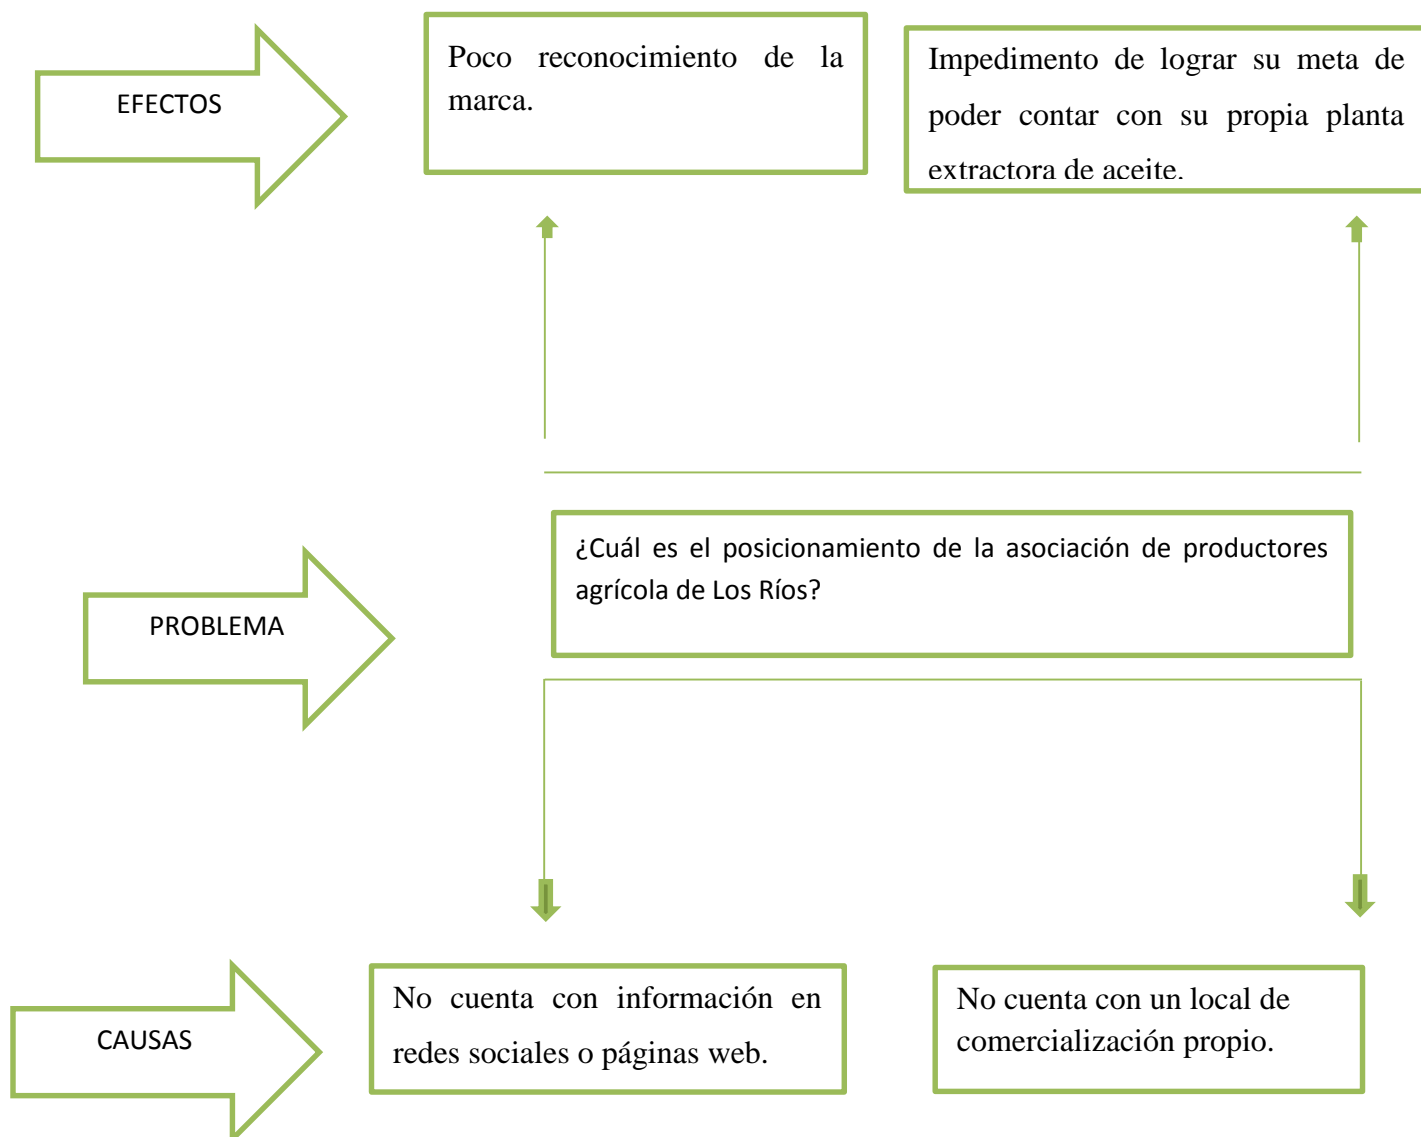 EFECTOS
Poco reconocimiento de la
marca.
Impedimento de lograr su meta de
poder contar con su propia planta
extractora de aceite.
PROBLEMA
¿Cuál es el posicionamiento de la asociación de productores
agrícola de Los Ríos?
CAUSAS
No cuenta con información en
redes sociales o páginas web.
No cuenta con un local de
comercialización propio.